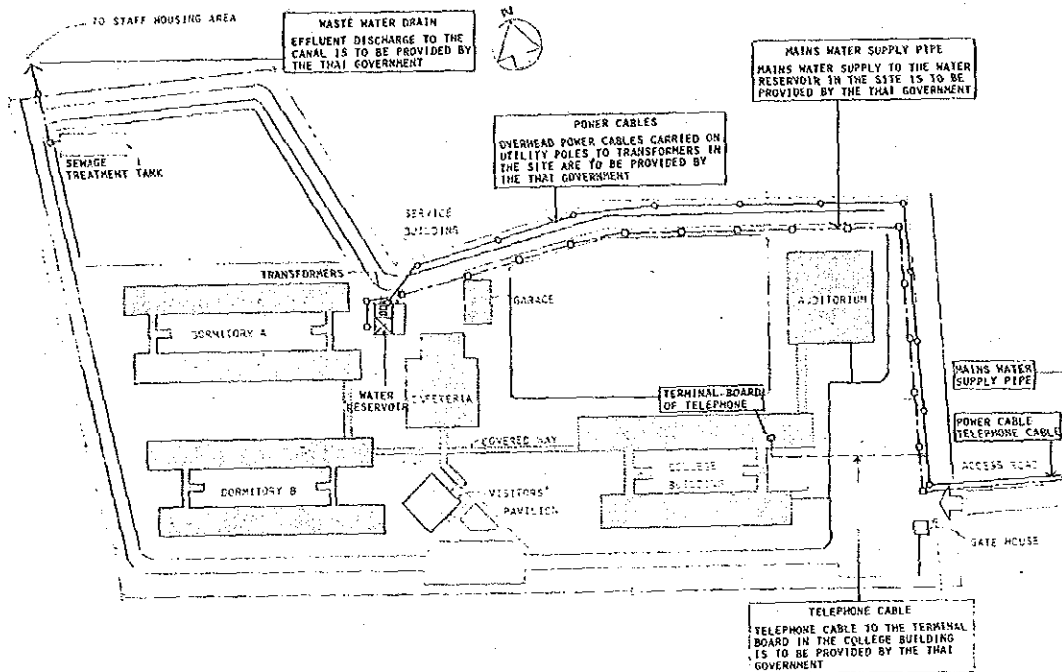 TO STAFF HOUSING AREA
WASTE WATER DRAIN
EFFLUENT DISCHARGE TO THE
CANAL IS TO BE PROVIDED BY
THE THAI GOVERNMENT
N
MAINS WATER SUPPLY PIPE
MAINS WATER SUPPLY TO THE WATER
RESERVOIR IN THE SITE IS TO BE
PROVIDED BY THE THAI GOVERNMENT
POWER CABLES
OVERHEAD POWER CABLES CARRIED ON
UTILITY POLES TO TRANSFORMERS IN
THE SITE ARE TO BE PROVIDED BY
THE THAI GOVERNMENT
SEWAGE
TREATMENT TANK
SERVICE
BUILDING
TRANSFORMERS
GARAGE
AUDITORIUM
DORMITORY A
WATER
RESERVOIR
CAFETERIA
TERMINAL BOARD
OF TELEPHONE
MAINS WATER
SUPPLY PIPE
POWER CABLE
TELEPHONE CABLE
COVERED WAY
ACCESS ROAD
COLLEGE
BUILDING
DORMITORY B
VISITORS'
PAVILION
GATE HOUSE
TELEPHONE CABLE
TELEPHONE CABLE TO THE TERMINAL
BOARD IN THE COLLEGE BUILDING
IS TO BE PROVIDED BY THE THAI
GOVERNMENT